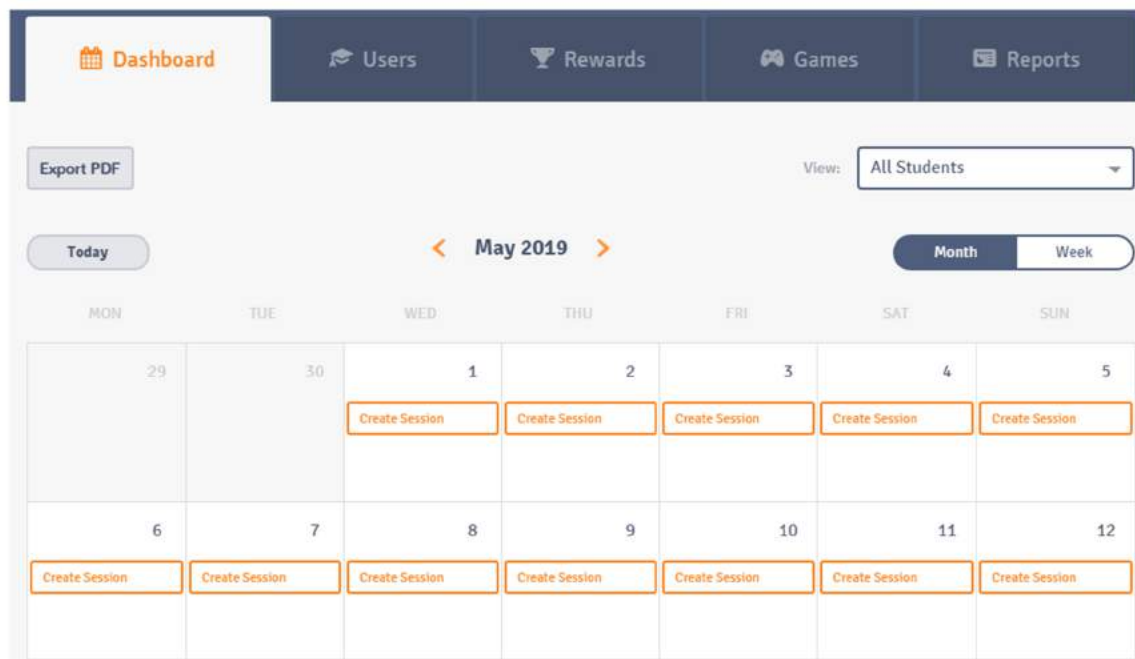 Dashboard Users Rewards Games Reports
Export PDF View: All Students
Today May 2019 Month Week
MON TUE WED THU FRI SAT SUN
29 30 1 2 3 4 5
Create Session Create Session Create Session Create Session Create Session
6 7 8 9 10 11 12
Create Session Create Session Create Session Create Session Create Session Create Session Create Session